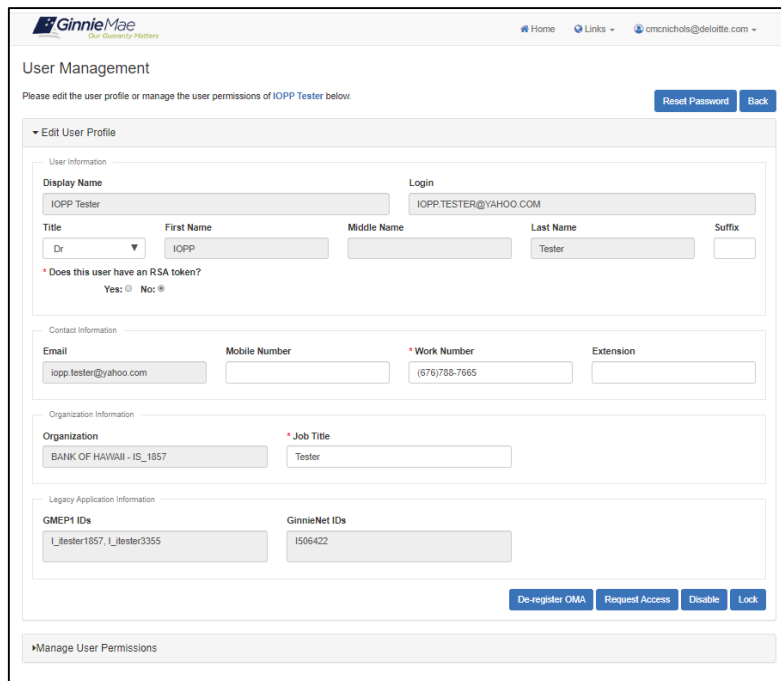 GinnieMae
Our Guaranty Matters
Home Links cmcnichols@deloitte.com
User Management
Please edit the user profile or manage the user permissions of IOPP Tester below.
Reset Password Back
Edit User Profile
User Information
Display Name Login
IOPP Tester IOPP.TESTER@YAHOO.COM
Title First Name Middle Name Last Name Suffix
Dr IOPP Tester
* Does this user have an RSA token?
Yes: No:
Contact Information
Email Mobile Number * Work Number Extension
iopp.tester@yahoo.com (676)788-7665
Organization Information
Organization * Job Title
BANK OF HAWAII - IS_1857 Tester
Legacy Application Information
GMEP1 IDs GinnieNet IDs
I_itester1857, I_itester3355 I506422
De-register OMA Request Access Disable Lock
Manage User Permissions